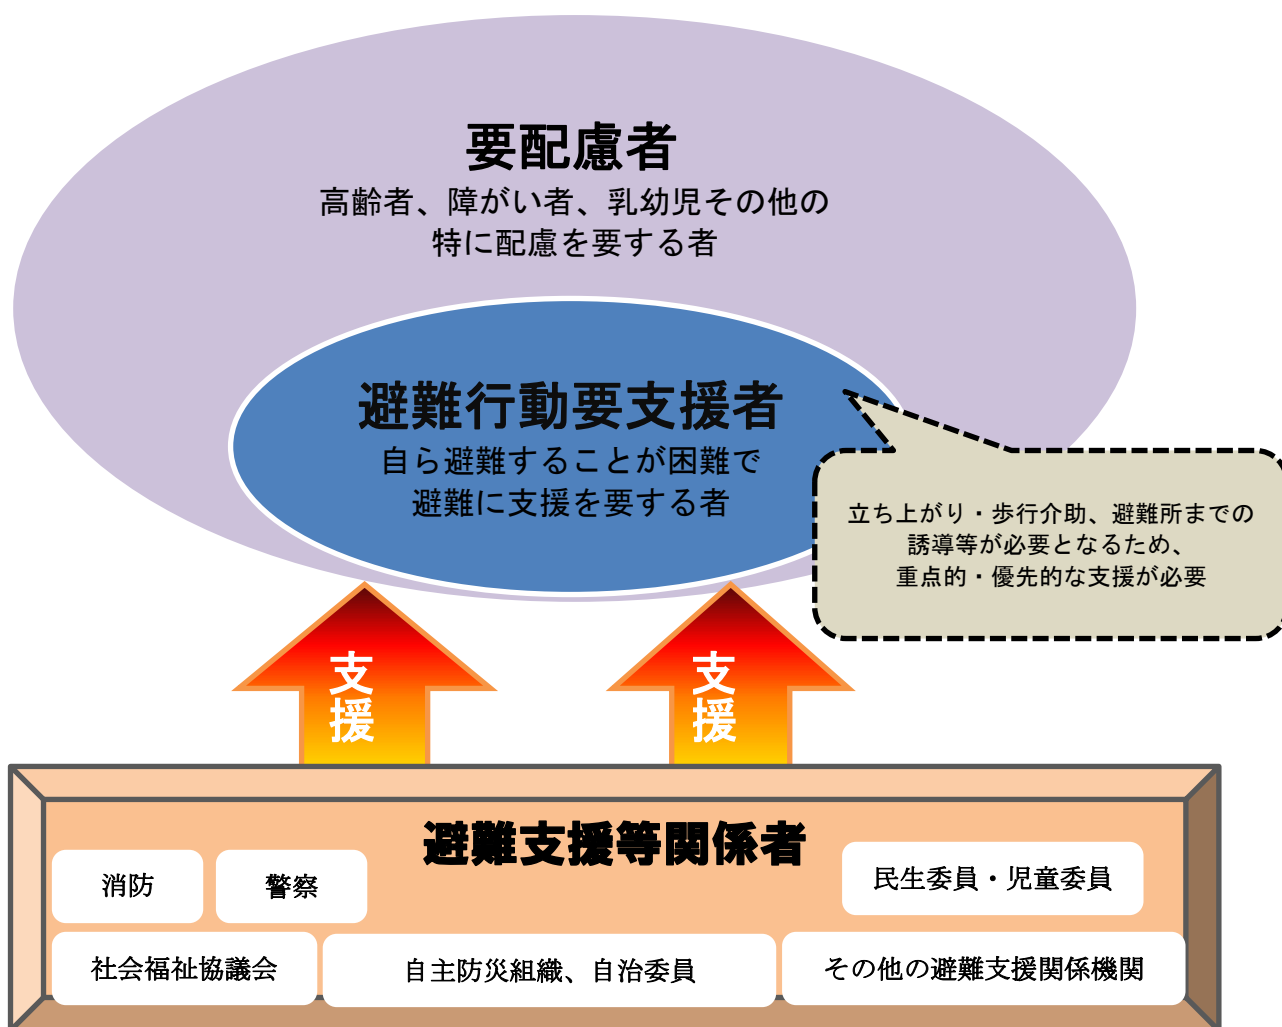 要配慮者
高齢者、障がい者、乳幼児その他の
特に配慮を要する者
避難行動要支援者
自ら避難することが困難で
避難に支援を要する者
立ち上がり・歩行介助、避難所までの
誘導等が必要となるため、
重点的・優先的な支援が必要
支援
支援
避難支援等関係者
消防
警察
民生委員・児童委員
社会福祉協議会
自主防災組織、自治委員
その他の避難支援関係機関